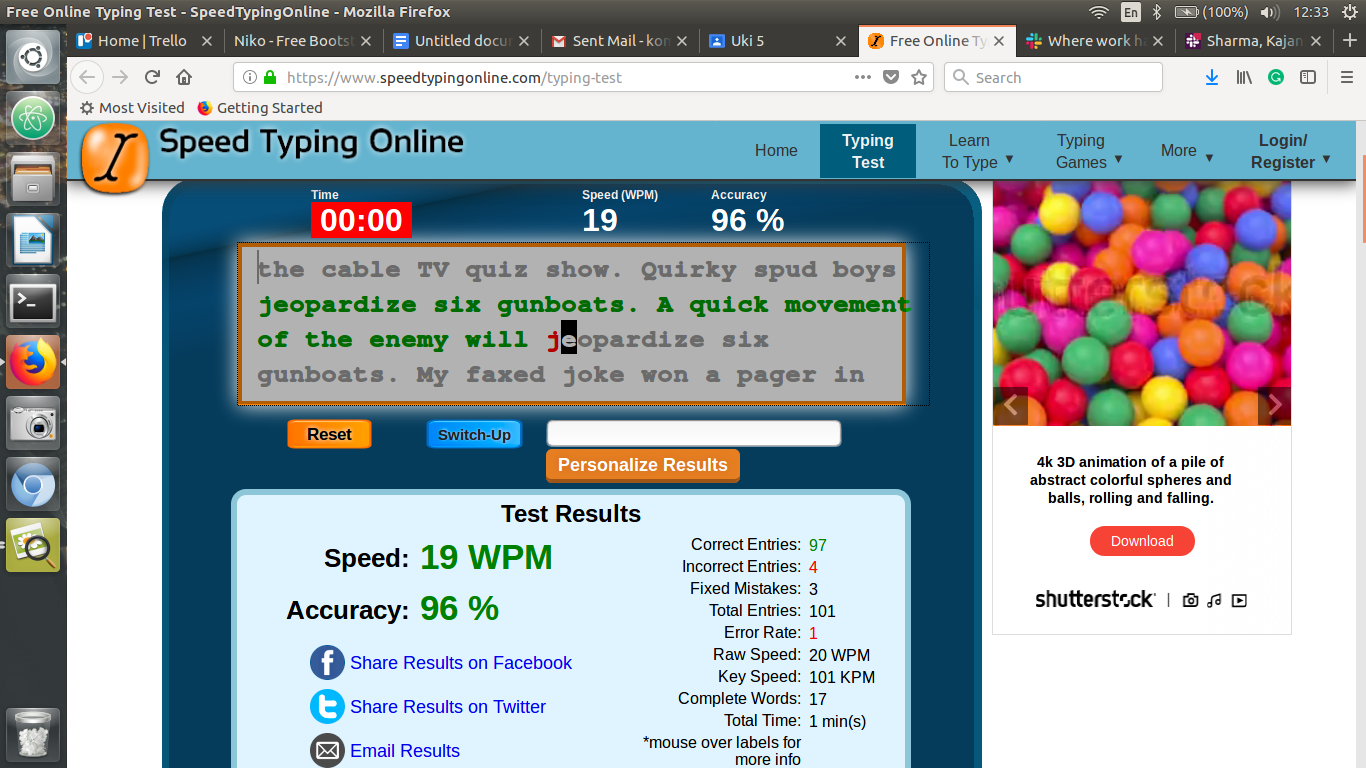 Free Online Typing Test - SpeedTypingOnline - Mozilla Firefox
En (100%) 12:33
Home | Trello
Niko - Free Boots
Untitled docu
Sent Mail - kon
Uki 5
Free Online Ty
Where work h
Sharma, Kajan
https://www.speedtypingonline.com/typing-test
Search
Most Visited Getting Started
Speed Typing Online
Home
Typing Test
Learn To Type ▼
Typing Games ▼
More ▼
Login/ Register ▼
Time
00:00
Speed (WPM)
19
Accuracy
96 %
the cable TV quiz show. Quirky spud boys
jeopardize six gunboats. A quick movement
of the enemy will jeopardize six
gunboats. My faxed joke won a pager in
Reset
Switch-Up
Personalize Results
Test Results
Speed: 19 WPM
Accuracy: 96 %
Share Results on Facebook
Share Results on Twitter
Email Results
Correct Entries: 97
Incorrect Entries: 4
Fixed Mistakes: 3
Total Entries: 101
Error Rate: 1
Raw Speed: 20 WPM
Key Speed: 101 KPM
Complete Words: 17
Total Time: 1 min(s)
*mouse over labels for
more info
4k 3D animation of a pile of
abstract colorful spheres and
balls, rolling and falling.
Download
shutterstock